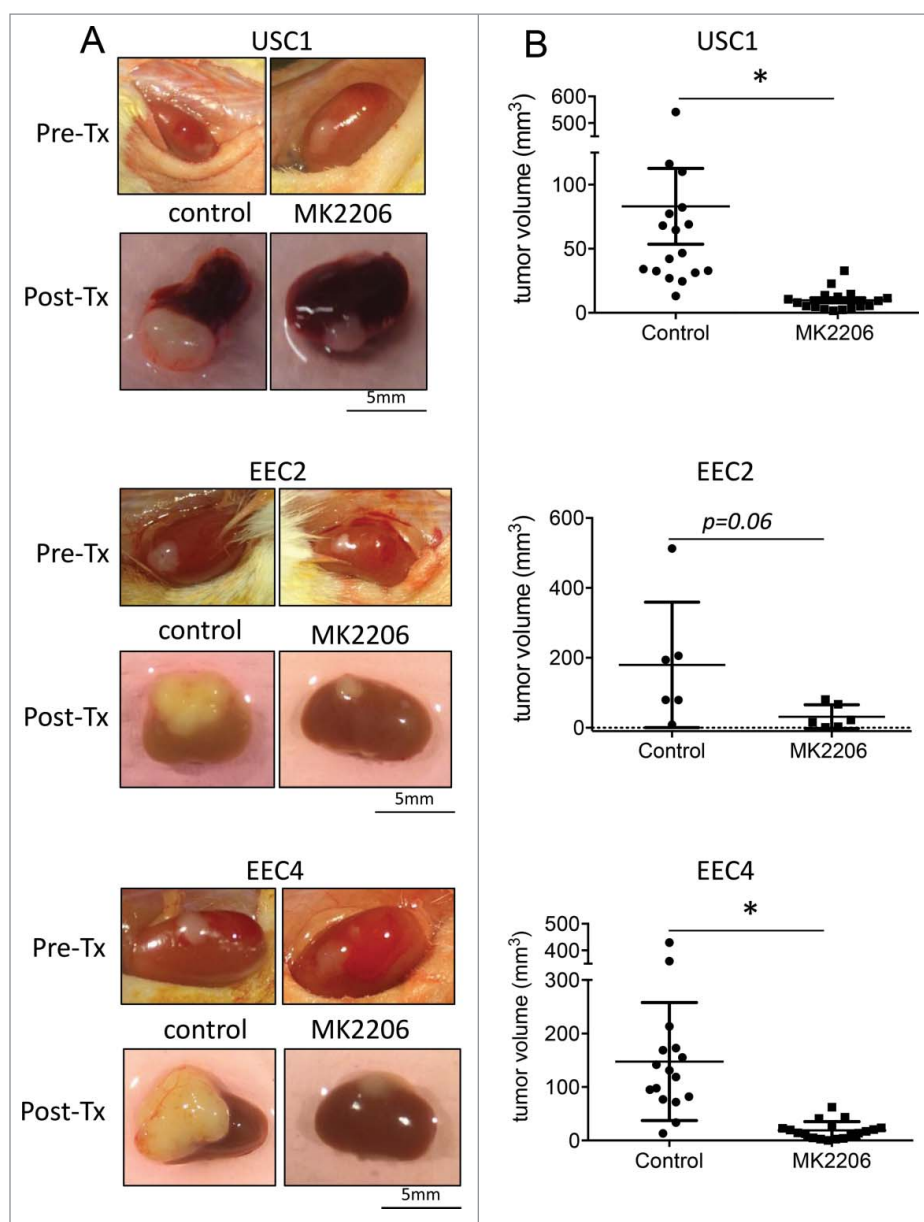 A
USC1
Pre-Tx
control MK2206
Post-Tx
5mm
EEC2
Pre-Tx
control MK2206
Post-Tx
5mm
EEC4
Pre-Tx
control MK2206
Post-Tx
5mm
B
USC1
*
tumor volume (mm³)
600
500
100
50
0
Control MK2206
EEC2
p=0.06
tumor volume (mm³)
600
400
200
0
Control MK2206
EEC4
*
tumor volume (mm³)
500
400
300
200
100
0
Control MK2206